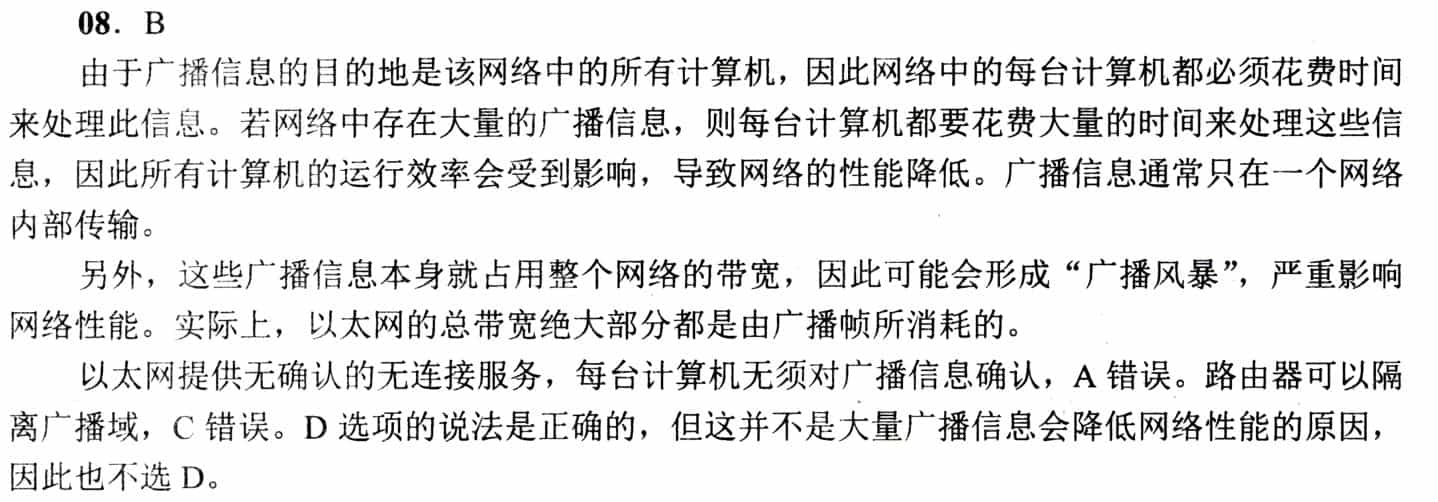 08. B
由于广播信息的目的地是该网络中的所有计算机，因此网络中的每台计算机都必须花费时间
来处理此信息。若网络中存在大量的广播信息，则每台计算机都要花费大量的时间来处理这些信
息，因此所有计算机的运行效率会受到影响，导致网络的性能降低。广播信息通常只在一个网络
内部传输。
另外，这些广播信息本身就占用整个网络的带宽，因此可能会形成“广播风暴”，严重影响
网络性能。实际上，以太网的总带宽绝大部分都是由广播帧所消耗的。
以太网提供无确认的无连接服务，每台计算机无须对广播信息确认，A 错误。路由器可以隔
离广播域，C 错误。D 选项的说法是正确的，但这并不是大量广播信息会降低网络性能的原因，
因此也不选 D。